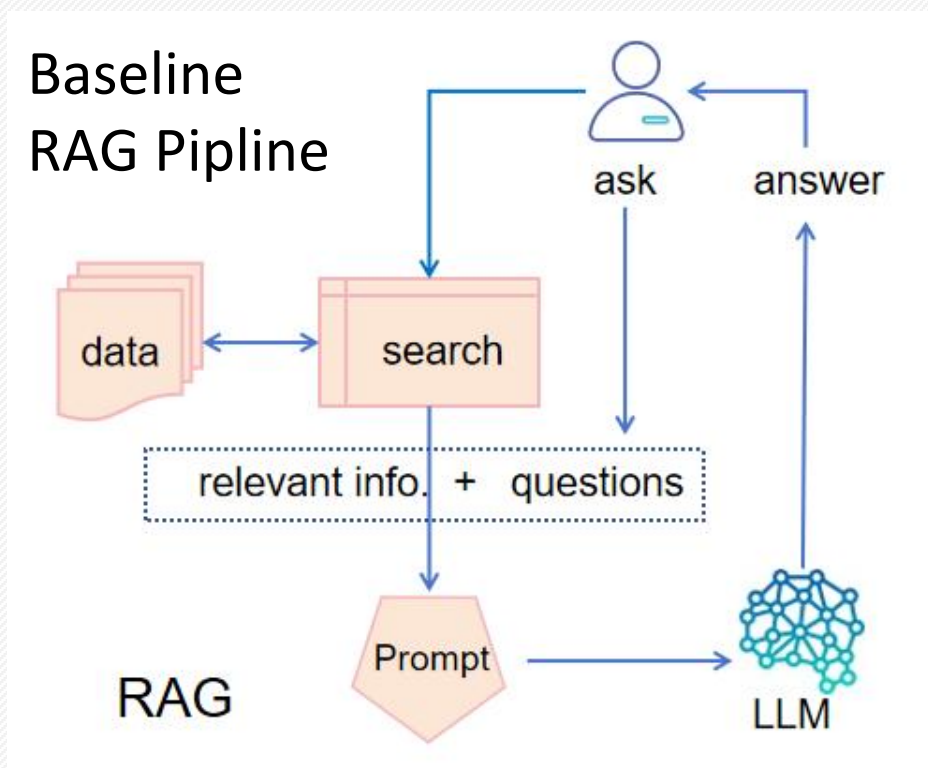 Baseline
RAG Pipline
ask
answer
data
search
relevant info. + questions
Prompt
RAG
LLM